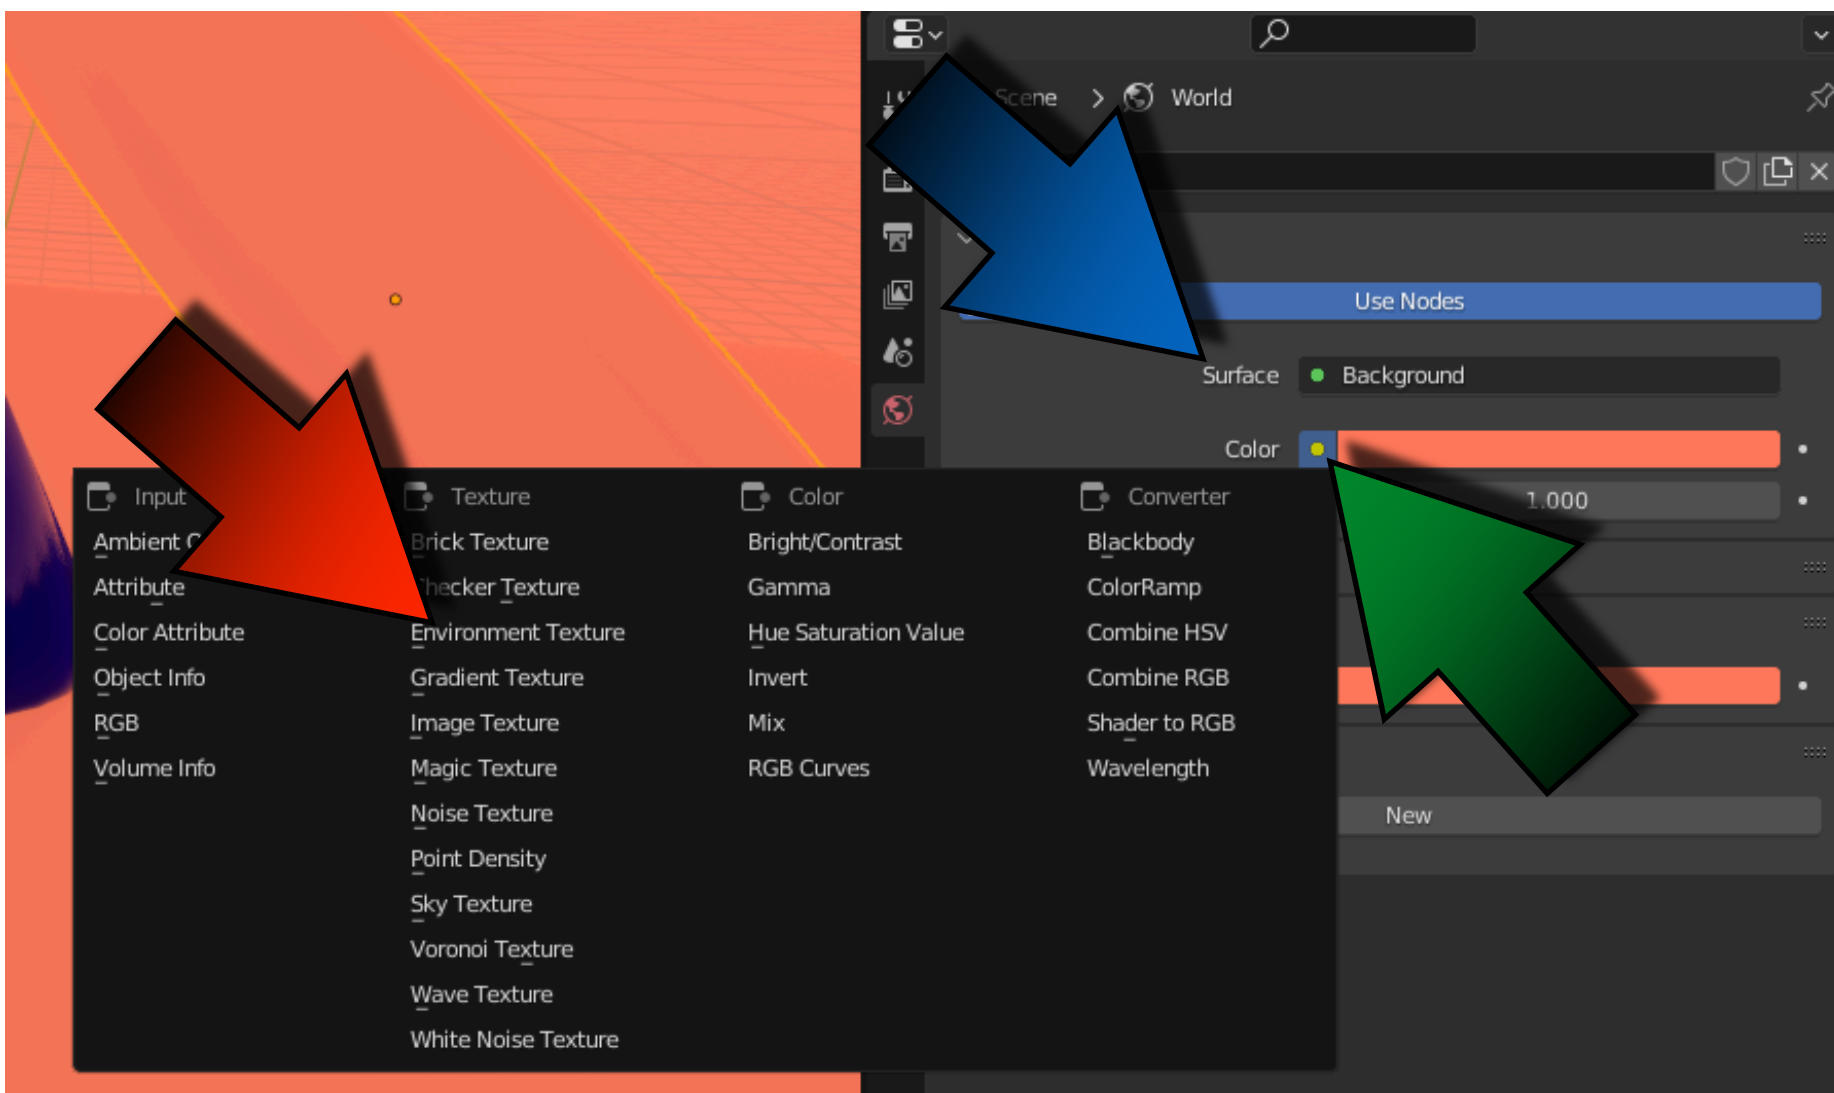 Scene > World
Use Nodes
Surface Background
Color
1.000
New
Input
Ambient
Attribute
Color Attribute
Object Info
RGB
Volume Info
Texture
Brick Texture
Checker Texture
Environment Texture
Gradient Texture
Image Texture
Magic Texture
Noise Texture
Point Density
Sky Texture
Voronoi Texture
Wave Texture
White Noise Texture
Color
Bright/Contrast
Gamma
Hue Saturation Value
Invert
Mix
RGB Curves
Converter
Blackbody
ColorRamp
Combine HSV
Combine RGB
Shader to RGB
Wavelength